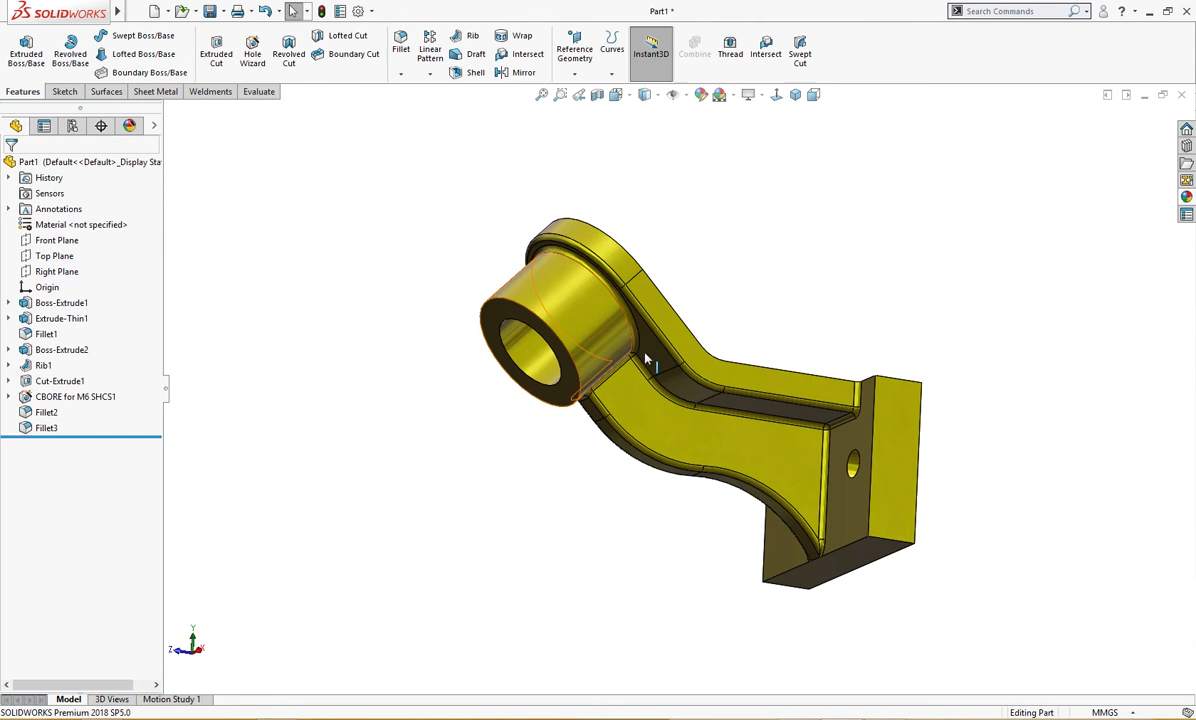 SOLIDWORKS
Part1 *
Search Commands
Extruded Boss/Base
Revolved Boss/Base
Swept Boss/Base
Lofted Boss/Base
Boundary Boss/Base
Extruded Cut
Hole Wizard
Revolved Cut
Lofted Cut
Boundary Cut
Fillet
Linear Pattern
Rib
Draft
Shell
Wrap
Intersect
Mirror
Reference Geometry
Curves
Instant3D
Combine
Thread
Intersect
Swept Cut
Features
Sketch
Surfaces
Sheet Metal
Weldments
Evaluate
Part1 (Default<<Default>_Display Sta
History
Sensors
Annotations
Material <not specified>
Front Plane
Top Plane
Right Plane
Origin
Boss-Extrude1
Extrude-Thin1
Fillet1
Boss-Extrude2
Rib1
Cut-Extrude1
CBORE for M6 SHCS1
Fillet2
Fillet3
Y
Z
X
Model
3D Views
Motion Study 1
SOLIDWORKS Premium 2018 SP5.0
Editing Part
MMGS